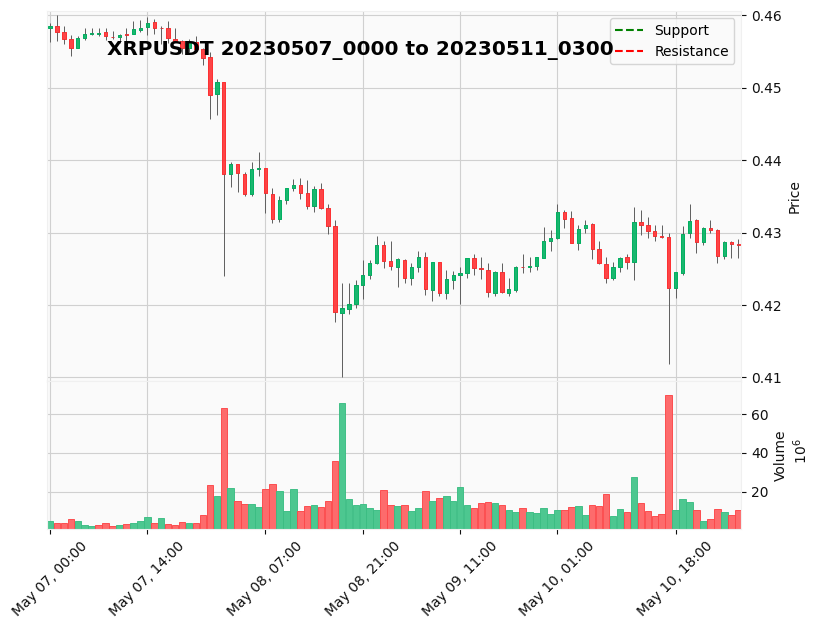 XRPUSDT 20230507_0000 to 20230511_0300
Support
Resistance
0.46
0.45
0.44
0.43
0.42
0.41
Price
60
40
20
Volume
10^6
May 07, 00:00
May 07, 14:00
May 08, 07:00
May 08, 21:00
May 09, 11:00
May 10, 01:00
May 10, 18:00